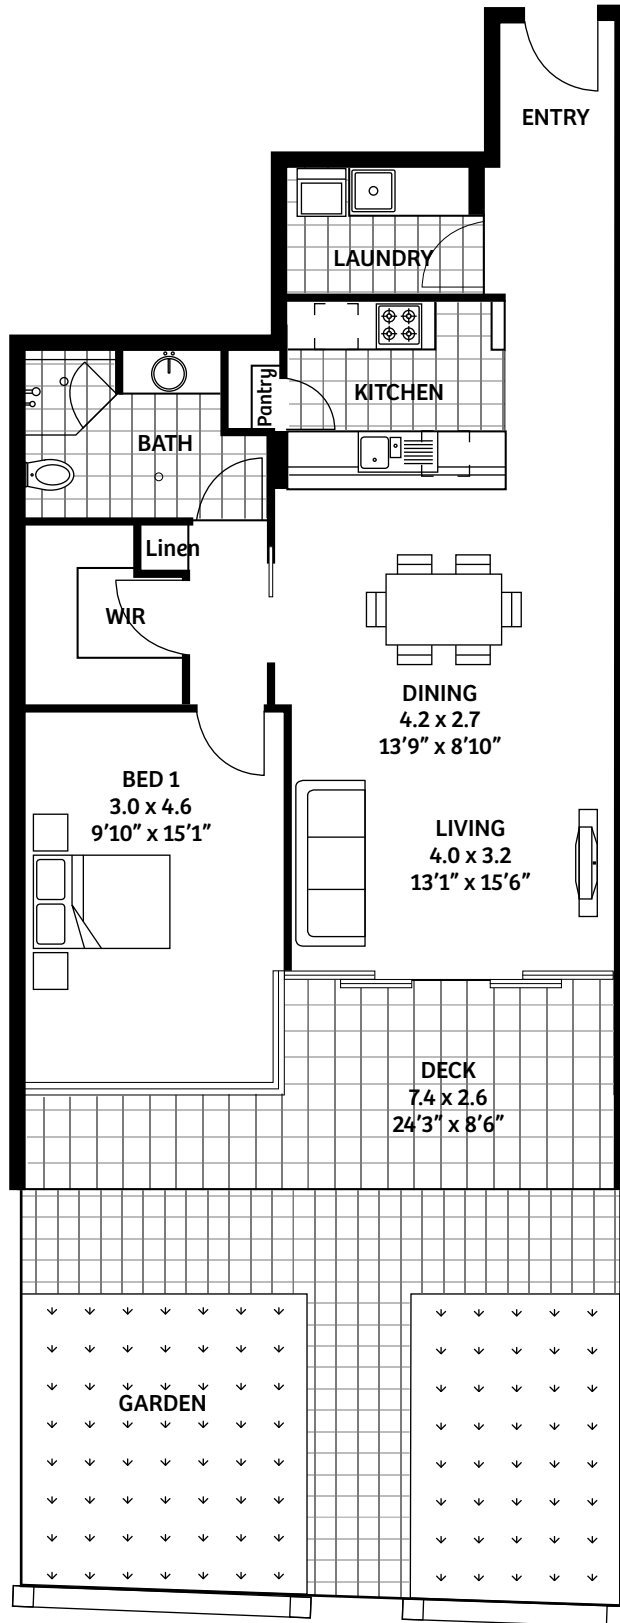 ENTRY
LAUNDRY
KITCHEN
Pantry
BATH
Linen
WIR
DINING
4.2 x 2.7
13’9” x 8’10”
BED 1
3.0 x 4.6
9’10” x 15’1”
LIVING
4.0 x 3.2
13’1” x 15’6”
DECK
7.4 x 2.6
24’3” x 8’6”
GARDEN